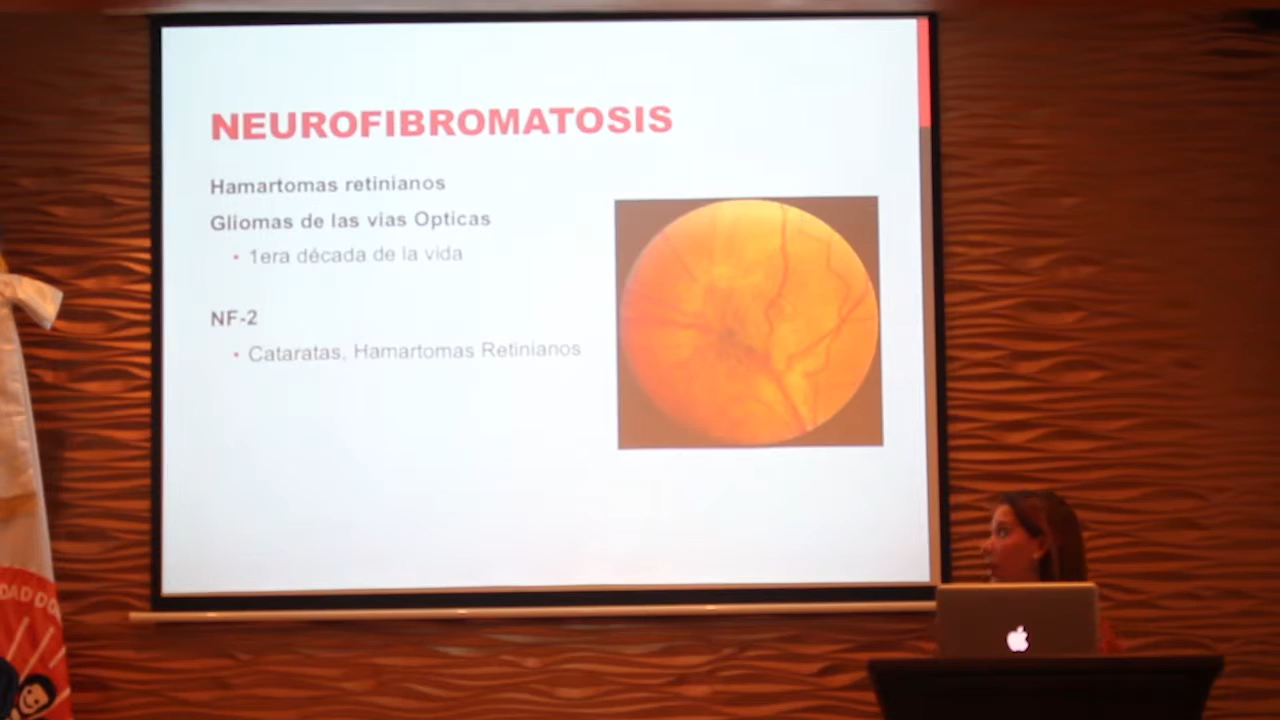 NEUROFIBROMATOSIS
Hamartomas retinianos
Gliomas de las vias Opticas
• 1era década de la vida
NF-2
• Cataratas, Hamartomas Retinianos